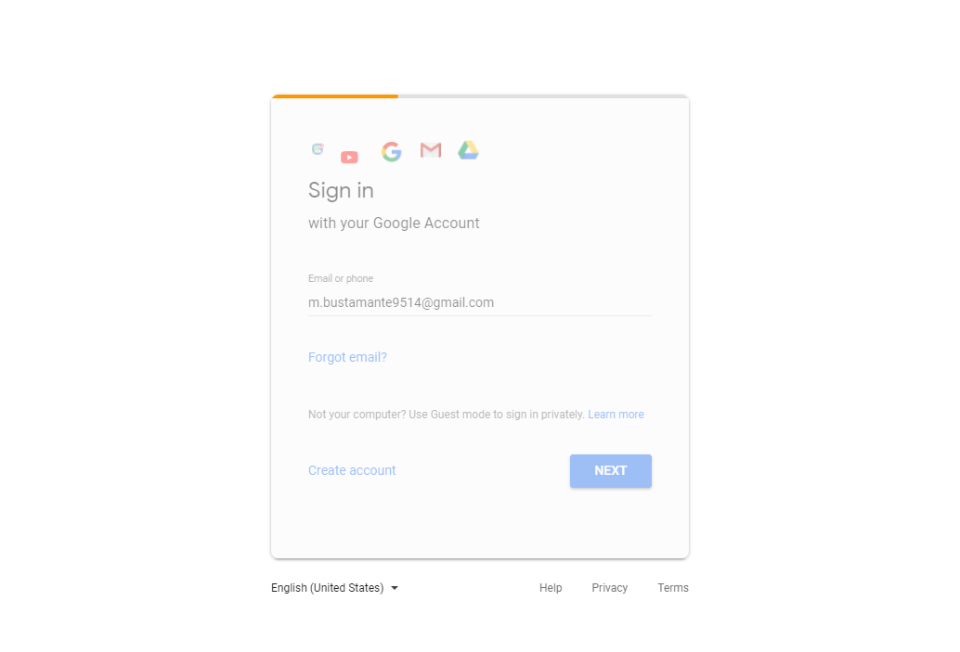 Sign in
with your Google Account
Email or phone
m.bustamante9514@gmail.com
Forgot email?
Not your computer? Use Guest mode to sign in privately. Learn more
Create account NEXT
English (United States) Help Privacy Terms